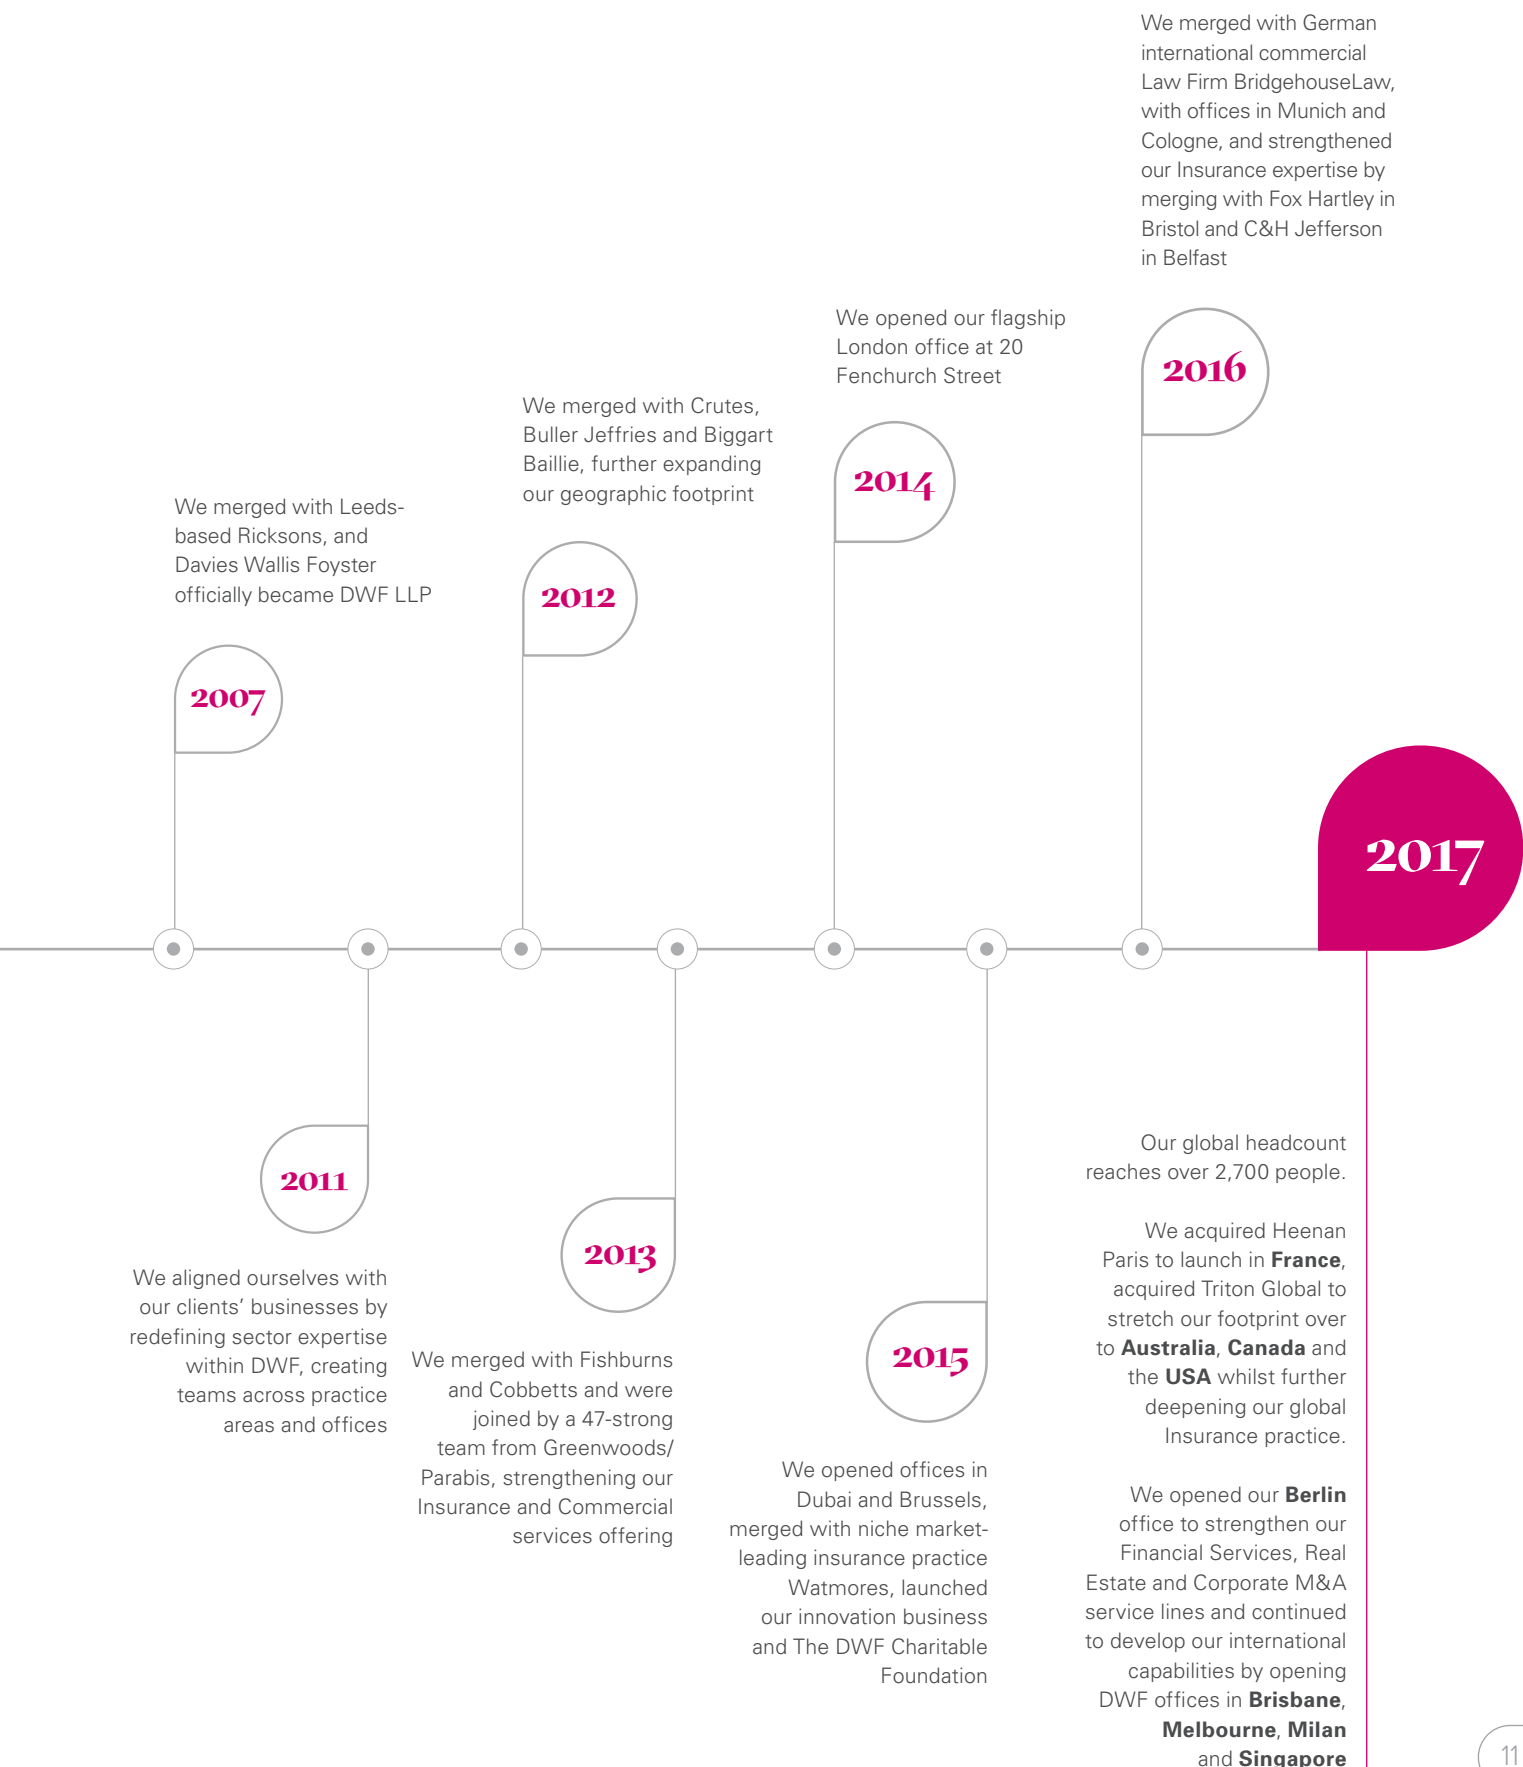 We merged with German
international commercial
Law Firm BridgehouseLaw,
with offices in Munich and
Cologne, and strengthened
our Insurance expertise by
merging with Fox Hartley in
Bristol and C&H Jefferson
in Belfast
2016
We opened our flagship
London office at 20
Fenchurch Street
2014
We merged with Crutes,
Buller Jeffries and Biggart
Baillie, further expanding
our geographic footprint
2012
We merged with Leeds-
based Ricksons, and
Davies Wallis Foyster
officially became DWF LLP
2007
2017
2011
We aligned ourselves with
our clients’ businesses by
redefining sector expertise
within DWF, creating
teams across practice
areas and offices
2013
We merged with Fishburns
and Cobbetts and were
joined by a 47-strong
team from Greenwoods/
Parabis, strengthening our
Insurance and Commercial
services offering
2015
We opened offices in
Dubai and Brussels,
merged with niche market-
leading insurance practice
Watmores, launched
our innovation business
and The DWF Charitable
Foundation
Our global headcount
reaches over 2,700 people.
We acquired Heenan
Paris to launch in France,
acquired Triton Global to
stretch our footprint over
to Australia, Canada and
the USA whilst further
deepening our global
Insurance practice.
We opened our Berlin
office to strengthen our
Financial Services, Real
Estate and Corporate M&A
service lines and continued
to develop our international
capabilities by opening
DWF offices in Brisbane,
Melbourne, Milan
and Singapore
11